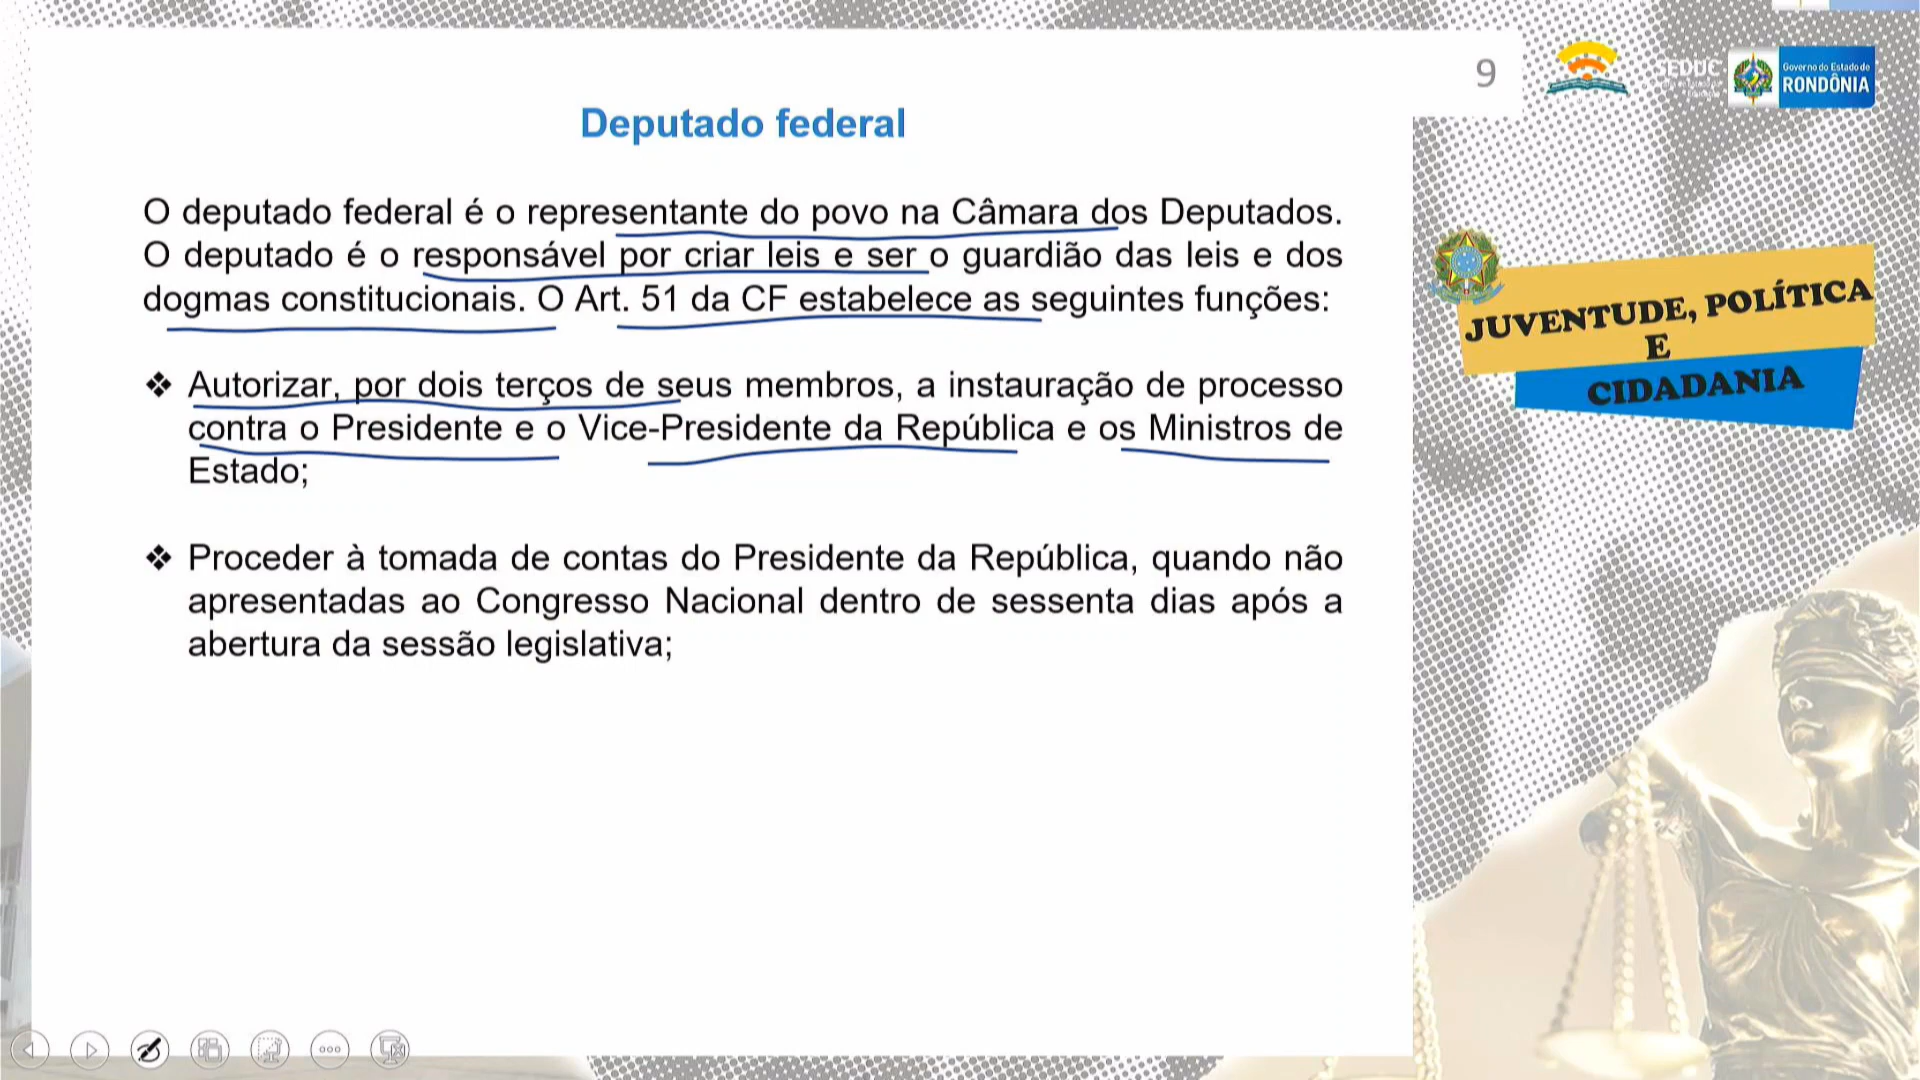 9
SEDUC
Governo do Estado de
RONDÔNIA
Deputado federal
O deputado federal é o representante do povo na Câmara dos Deputados.
O deputado é o responsável por criar leis e ser o guardião das leis e dos
dogmas constitucionais. O Art. 51 da CF estabelece as seguintes funções:
❖ Autorizar, por dois terços de seus membros, a instauração de processo
contra o Presidente e o Vice-Presidente da República e os Ministros de
Estado;
❖ Proceder à tomada de contas do Presidente da República, quando não
apresentadas ao Congresso Nacional dentro de sessenta dias após a
abertura da sessão legislativa;
JUVENTUDE, POLÍTICA
E
CIDADANIA